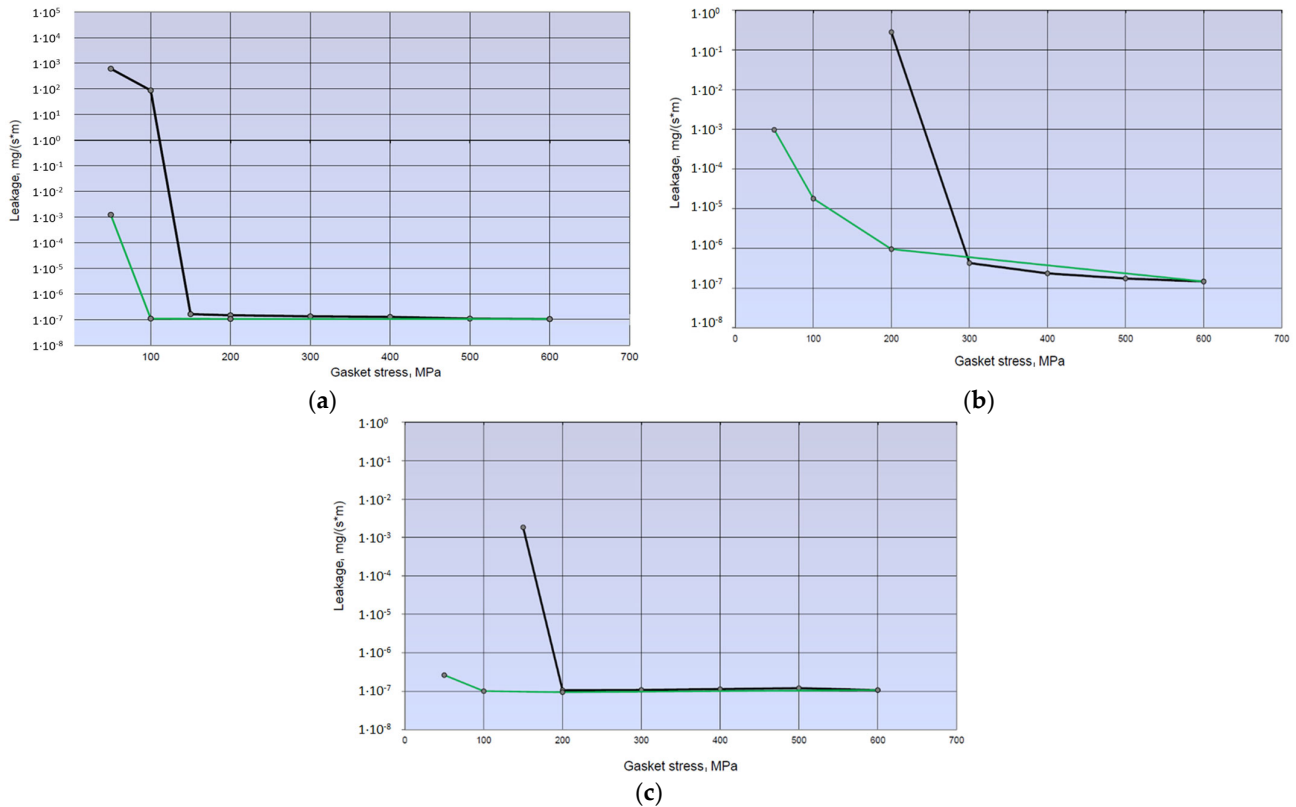 1·10⁵
1·10⁴
1·10³
1·10²
1·10¹
1·10⁰
1·10⁻¹
1·10⁻²
1·10⁻³
1·10⁻⁴
1·10⁻⁵
1·10⁻⁶
1·10⁻⁷
1·10⁻⁸
Leakage, mg/(s*m)
100 200 300 400 500 600 700
Gasket stress, MPa
(a)
1·10⁰
1·10⁻¹
1·10⁻²
1·10⁻³
1·10⁻⁴
1·10⁻⁵
1·10⁻⁶
1·10⁻⁷
1·10⁻⁸
Leakage, mg/(s*m)
0 100 200 300 400 500 600 700
Gasket stress, MPa
(b)
1·10⁰
1·10⁻¹
1·10⁻²
1·10⁻³
1·10⁻⁴
1·10⁻⁵
1·10⁻⁶
1·10⁻⁷
1·10⁻⁸
Leakage, mg/(s*m)
0 100 200 300 400 500 600 700
Gasket stress, MPa
(c)